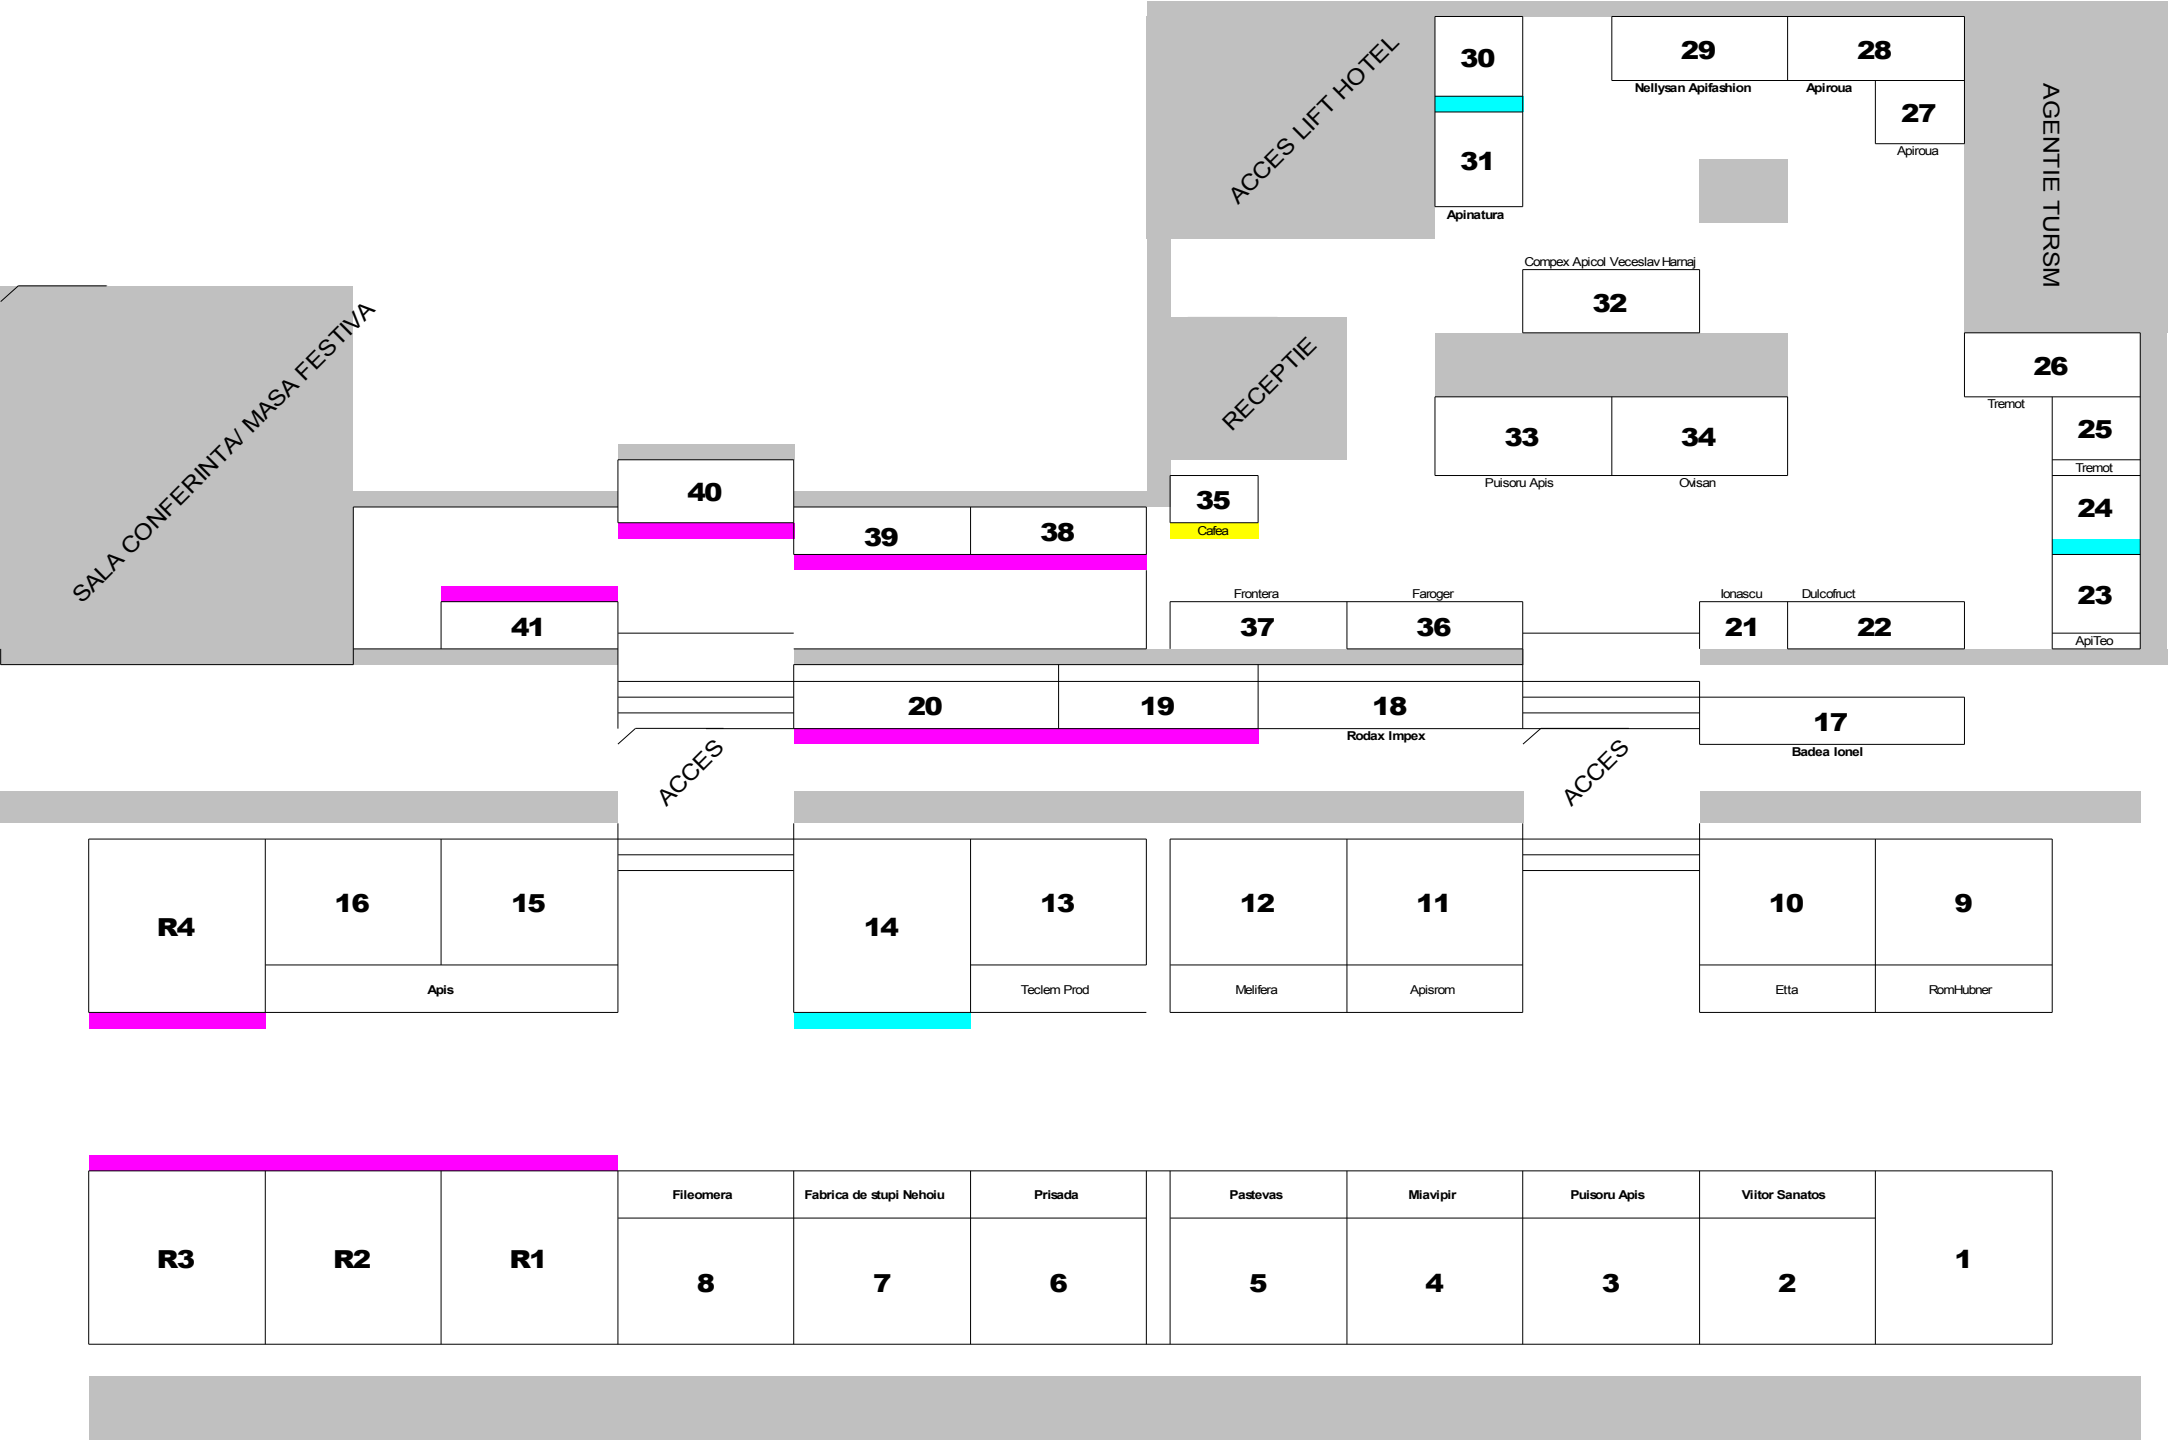 ACCES LIFT HOTEL
30
29
28
Nellysan Apifashion
Apiroua
27
Apiroua
31
Apinatura
AGENTIE TURSM
Compex Apicol Veceslav Hamaj
32
SALA CONFERINTA/ MASA FESTIVA
RECEPTIE
26
Tremot
25
Tremot
33
34
Puisoru Apis
Ovisan
24
40
35
Cafea
39
38
23
ApiTeo
41
Frontera
Faroger
37
36
Ionascu
Dulcofruct
21
22
20
19
18
Rodax Impex
17
Badea Ionel
ACCES
ACCES
R4
16
15
Apis
14
13
Teclem Prod
12
Melifera
11
Apisrom
10
Etta
9
RomHubner
R3
R2
R1
Fileomera
8
Fabrica de stupi Nehoiu
7
Prisada
6
Pastevas
5
Miavipir
4
Puisoru Apis
3
Viitor Sanatos
2
1